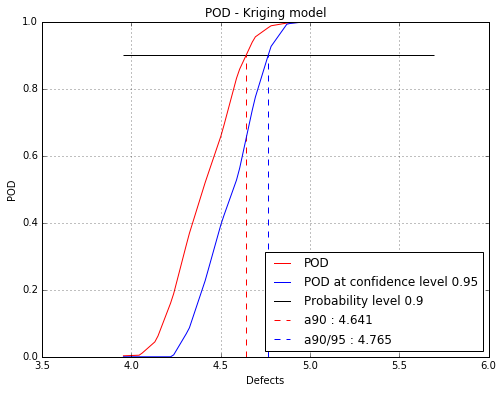 POD - Kriging model
1.0
0.8
0.6
0.4
0.2
0.0
POD
POD
POD at confidence level 0.95
Probability level 0.9
a90 : 4.641
a90/95 : 4.765
3.5 4.0 4.5 5.0 5.5 6.0
Defects